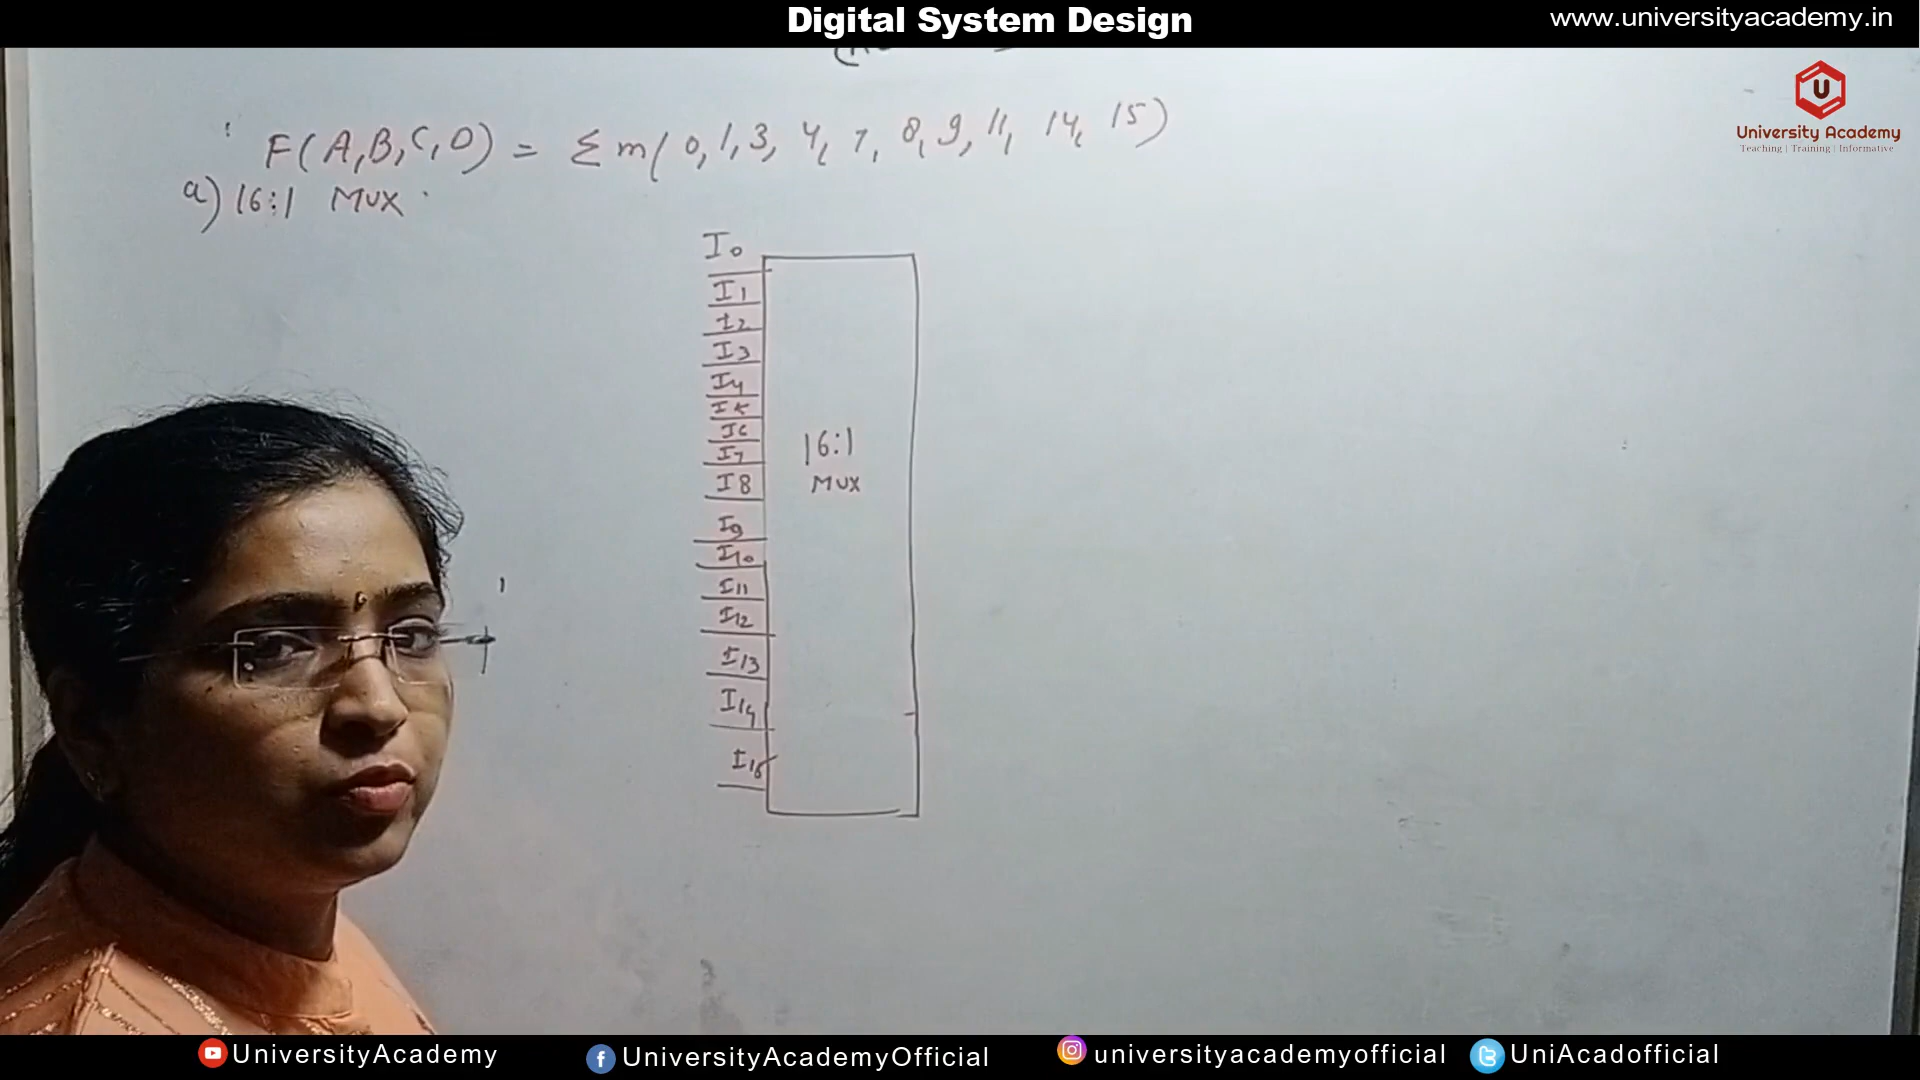 Digital System Design
www.universityacademy.in
U
University Academy
Teaching | Training | Informative
F(A,B,C,D) = Σm(0,1,3,4,7,8,9,11,14,15)
a) 16:1 MUX
I0
I1
I2
I3
I4
I5
I6
I7
I8
I9
I10
I11
I12
I13
I14
I15
16:1
MUX
UniversityAcademy
UniversityAcademyOfficial
universityacademyofficial
UniAcadofficial